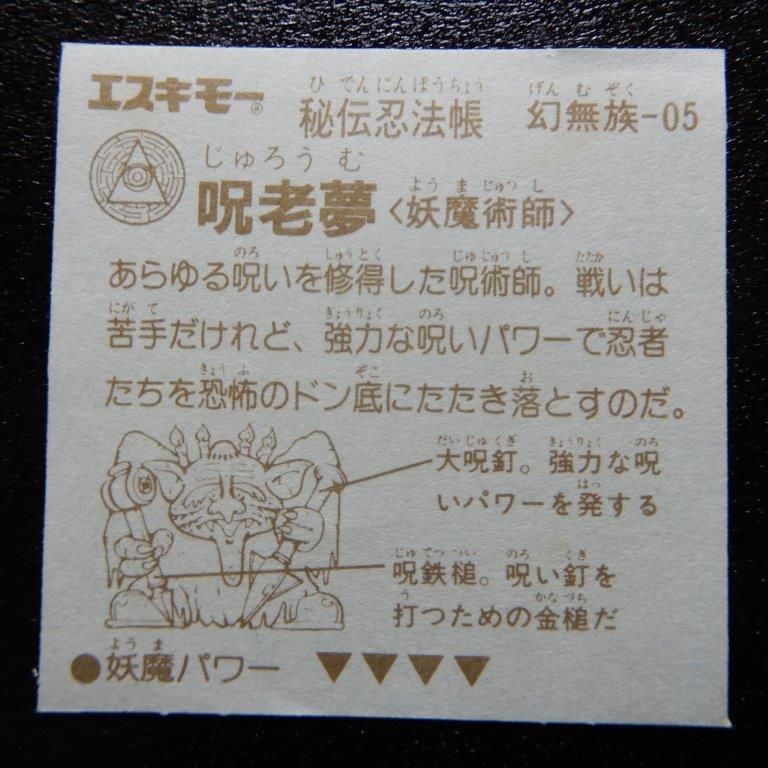 エスキモー® 秘伝忍法帳 幻無族-05
呪老夢〈妖魔術師〉
あらゆる呪いを修得した呪術師。戦いは
苦手だけれど、強力な呪いパワーで忍者
たちを恐怖のドン底にたたき落とすのだ。
大呪釘。強力な呪
いパワーを発する
呪鉄槌。呪い釘を
打つための金槌だ
●妖魔パワー ▼▼▼▼